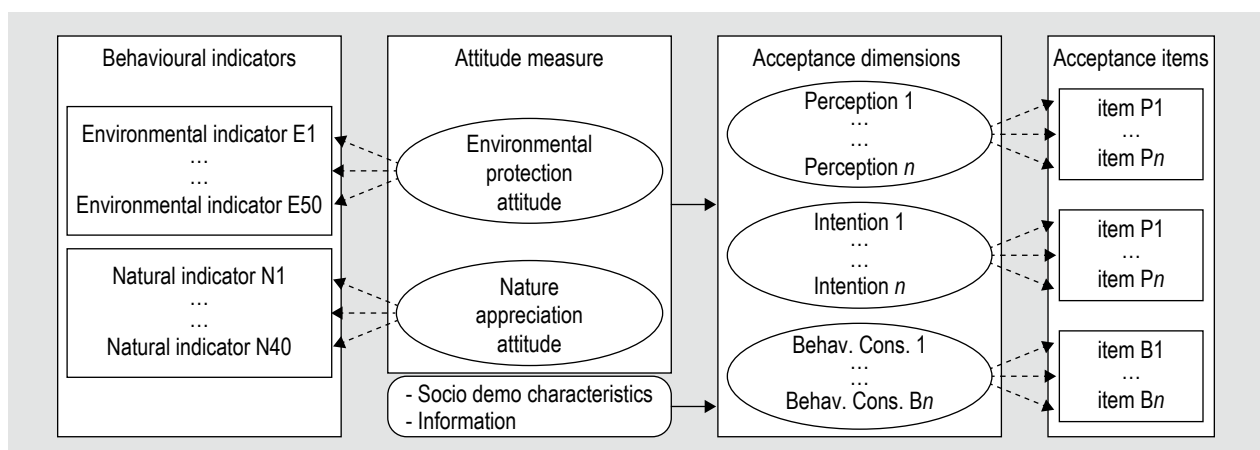 Behavioural indicators
Environmental indicator E1
…
…
Environmental indicator E50
Natural indicator N1
…
…
Natural indicator N40
Attitude measure
Environmental
protection
attitude
Nature
appreciation
attitude
- Socio demo characteristics
- Information
Acceptance dimensions
Perception 1
…
…
Perception n
Intention 1
…
…
Intention n
Behav. Cons. 1
…
…
Behav. Cons. Bn
Acceptance items
item P1
…
item Pn
item P1
…
item Pn
item B1
…
item Bn